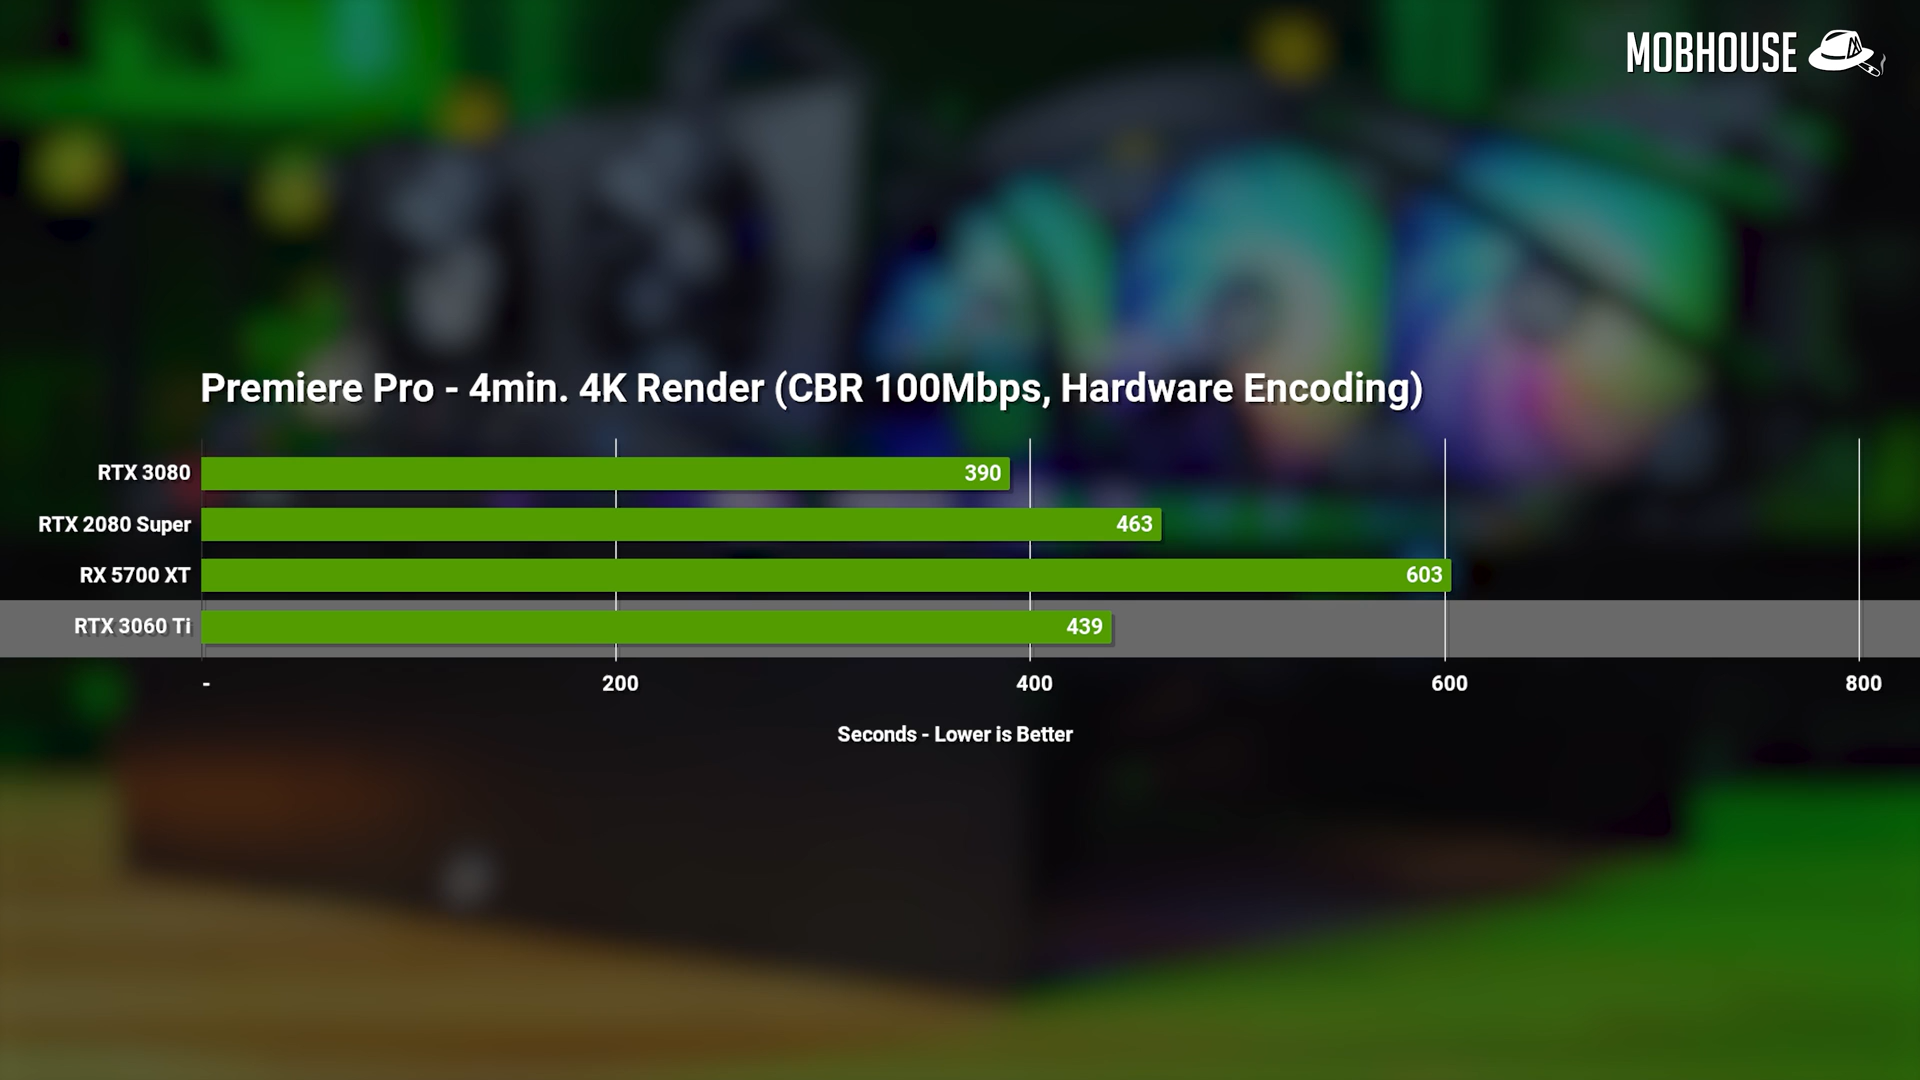 MOBHOUSE
Premiere Pro - 4min. 4K Render (CBR 100Mbps, Hardware Encoding)
RTX 3080 390
RTX 2080 Super 463
RX 5700 XT 603
RTX 3060 Ti 439
- 200 400 600 800
Seconds - Lower is Better